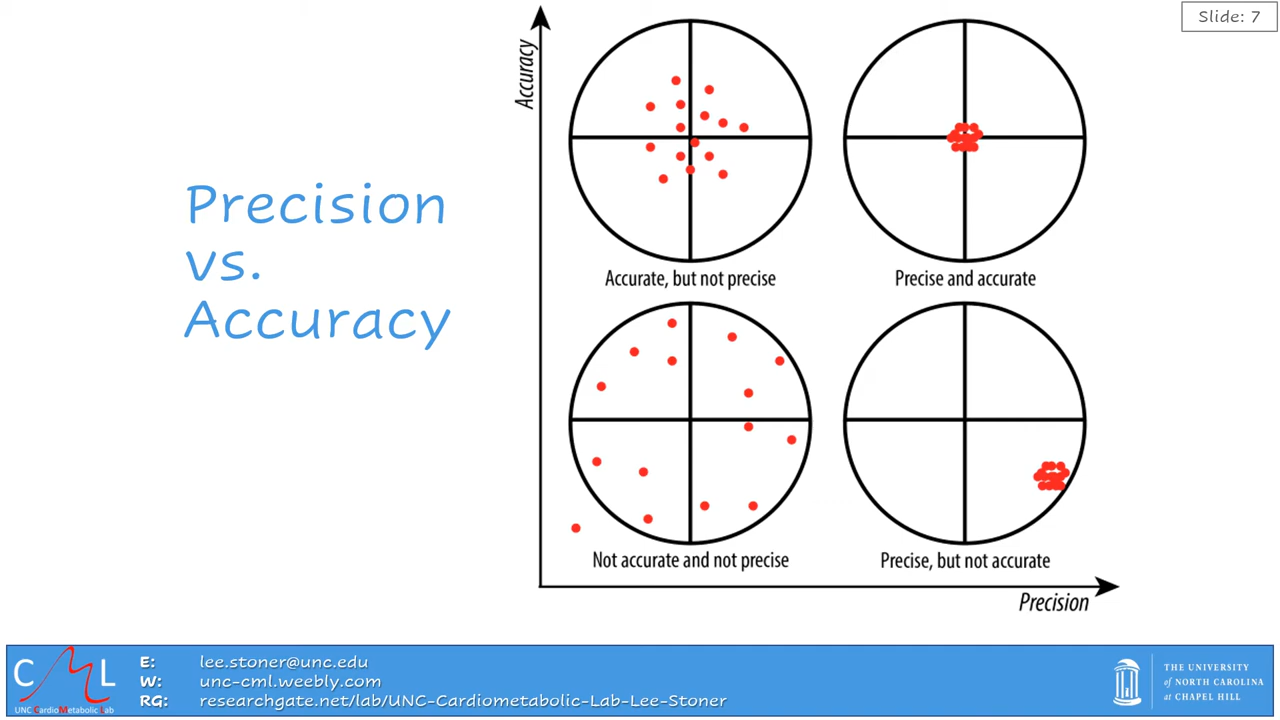 Slide: 7
Precision
vs.
Accuracy
Accuracy
Accurate, but not precise
Precise and accurate
Not accurate and not precise
Precise, but not accurate
Precision
CML
UNC CardioMetabolic Lab
E: lee.stoner@unc.edu
W: unc-cml.weebly.com
RG: researchgate.net/lab/UNC-Cardiometabolic-Lab-Lee-Stoner
THE UNIVERSITY
of NORTH CAROLINA
at CHAPEL HILL